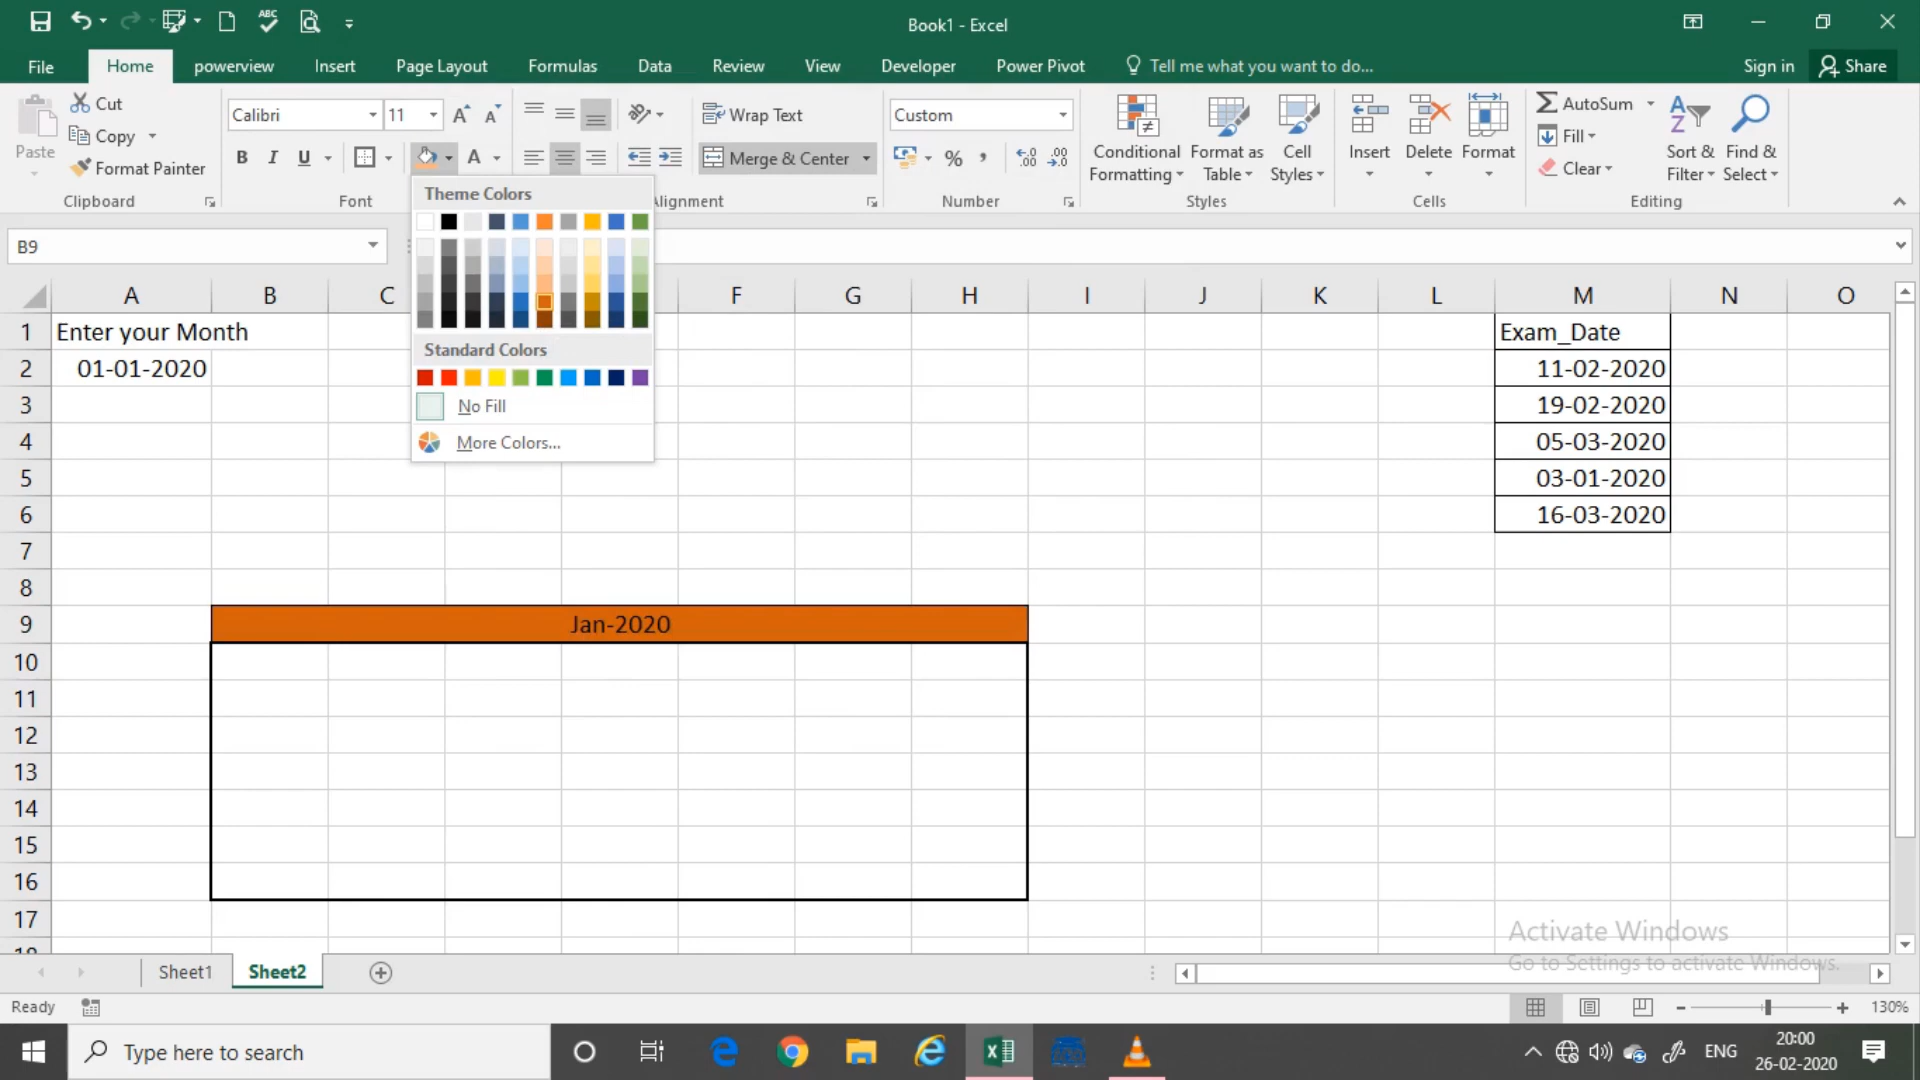 ABC
Book1 - Excel
File Home powerview Insert Page Layout Formulas Data Review View Developer Power Pivot Tell me what you want to do... Sign in Share
Paste Cut Copy Format Painter Clipboard
Calibri 11 A A B I U A Font
Wrap Text Merge & Center Alignment
Custom % , .00 .0 .00 Number
Conditional Formatting Format as Table Cell Styles Styles
Insert Delete Format Cells
AutoSum Fill Clear Sort & Filter Find & Select Editing
Theme Colors
Standard Colors
No Fill
More Colors...
B9
A B C F G H I J K L M N O
1 Enter your Month Exam_Date
2 01-01-2020 11-02-2020
3 19-02-2020
4 05-03-2020
5 03-01-2020
6 16-03-2020
7
8
9 Jan-2020
10
11
12
13
14
15
16
17
Activate Windows
Go to Settings to activate Windows.
Sheet1 Sheet2
Ready 130%
Type here to search ENG 20:00
26-02-2020